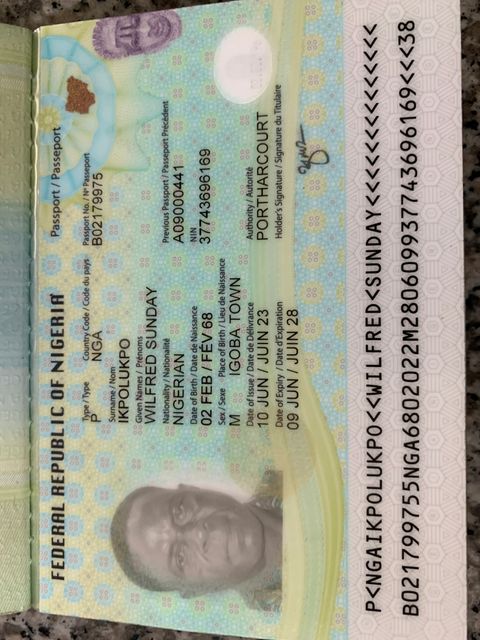 FEDERAL REPUBLIC OF NIGERIA Passport / Passeport
Type / Type Country Code / Code du pays Passport No. / Nº Passeport
P NGA B02179975
Surname / Nom
IKPOLUKPO
Given Names / Prénoms
WILFRED SUNDAY
Nationality / Nationalité Previous Passport / Passeport Précédent
NIGERIAN A09000441
Date of Birth / Date de Naissance NIN
02 FEB / FÉV 68 37743696169
Sex / Sexe Place of Birth / Lieu de Naissance
M IGOBA TOWN
Date of Issue / Date de Délivrance Authority / Autorité
10 JUN / JUIN 23 PORTHARCOURT
Date of Expiry / Date d'Expiration Holder's Signature / Signature du Titulaire
09 JUN / JUIN 28
P<NGAIKPOLUKPO<<WILFRED<SUNDAY<<<<<<<<<<<<<<
B021799755NGA6802022M28060993774369616​9<<<38